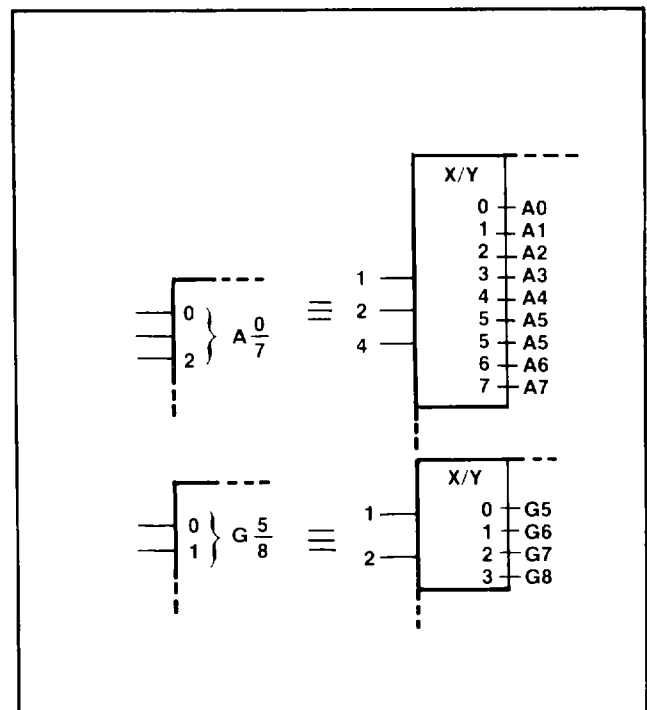 X/Y
0 A0
1 A1
2 A2
1 3 A3
0 4 A4
A 0/7 ≡ 2 5 A5
2 4 5 A5
6 A6
7 A7
X/Y
0 1 0 G5
1 G 5/8 ≡ 1 G6
2 2 G7
3 G8